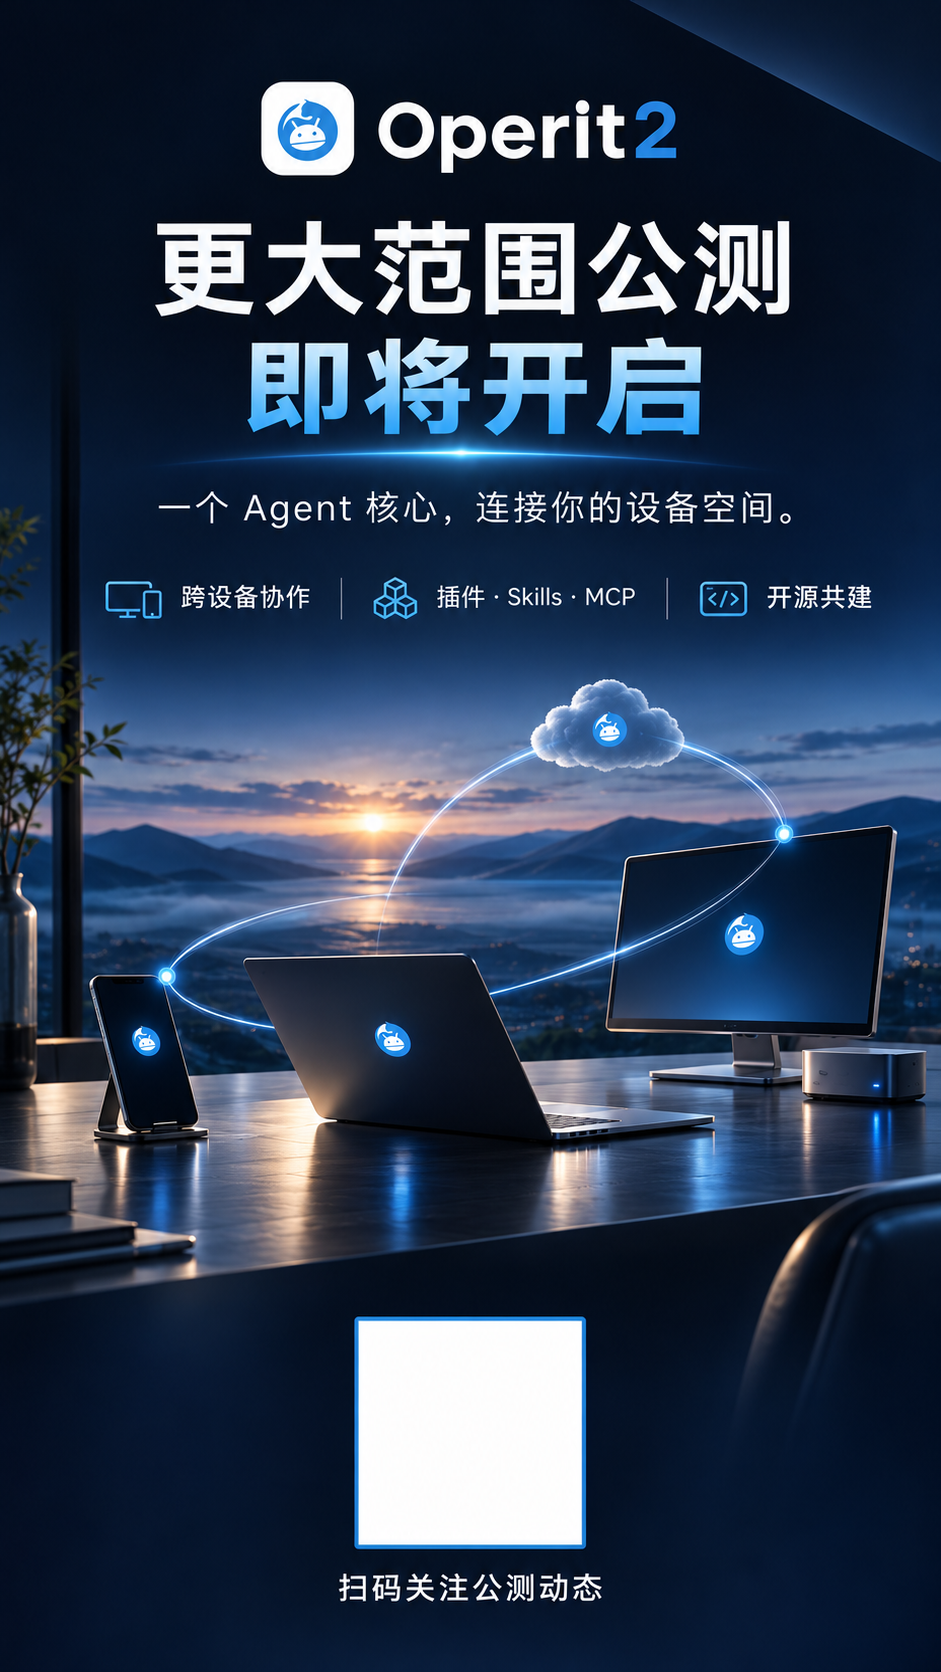 Operit2
更大范围公测
即将开启
一个 Agent 核心，连接你的设备空间。
跨设备协作
插件 · Skills · MCP
开源共建
扫码关注公测动态